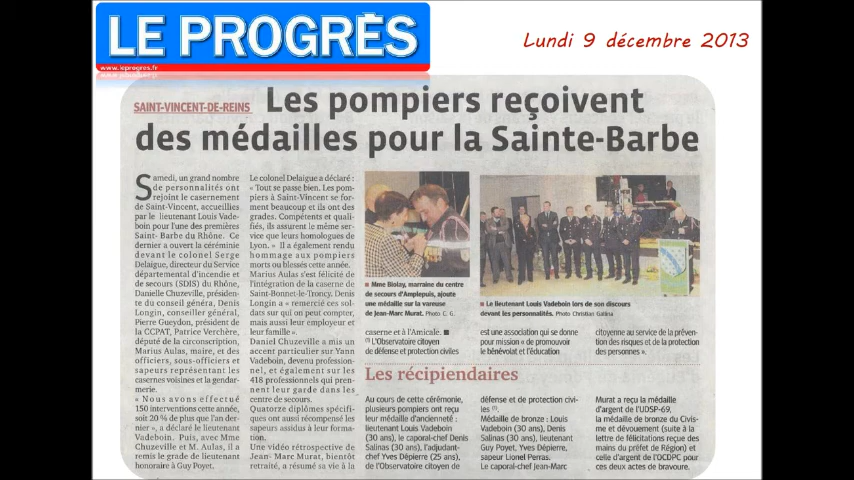 LE PROGRÈS
www.leprogres.fr
Lundi 9 décembre 2013
SAINT-VINCENT-DE-REINS Les pompiers reçoivent
des médailles pour la Sainte-Barbe
Samedi, un grand nombre
de personnalités ont
rejoint le casernement
de Saint-Vincent, accueillies
par le lieutenant Louis Vade-
boin pour l'une des premières
Saint- Barbe du Rhône. Ce
dernier a ouvert la cérémonie
devant le colonel Serge
Delaigue, directeur du Service
départemental d'incendie et
de secours (SDIS) du Rhône,
Danielle Chuzeville, présiden-
te du conseil généra, Denis
Longin, conseiller général,
Pierre Gueydon, président de
la CCPAT, Patrice Verchère,
député de la circonscription,
Marius Aulas, maire, et des
officiers, sous-officiers et
sapeurs représentant les
casernes voisines et la gendar-
merie.
« Nous avons effectué
150 interventions cette année,
soit 20 % de plus que l'an der-
nier », a déclaré le lieutenant
Vadeboin. Puis, avec Mme
Chuzeville et M. Aulas, il a
remis le grade de lieutenant
honoraire à Guy Poyet.
Le colonel Delaigue a déclaré :
« Tout se passe bien. Les pom-
piers à Saint-Vincent se for-
ment beaucoup et ils ont des
grades. Compétents et quali-
fiés, ils assurent le même ser-
vice que leurs homologues de
Lyon. » Il a également rendu
hommage aux pompiers
morts ou blessés cette année.
Marius Aulas s'est félicité de
l'intégration de la caserne de
Saint-Bonnet-le-Troncy. Denis
Longin a « remercié ces sol-
dats sur qui on peut compter,
mais aussi leur employeur et
leur famille ».
Daniel Chuzeville a mis un
accent particulier sur Yann
Vadeboin, devenu profession-
nel, et également sur les
418 professionnels qui pren-
nent leur garde dans les
centre de secours.
Quatorze diplômes spécifi-
ques ont aussi récompensé les
sapeurs assidus à leur forma-
tion.
Une vidéo rétrospective de
Jean- Marc Murat, bientôt
retraité, a résumé sa vie à la
■ Mme Biolay, marraine du centre
de secours d'Amplepuis, ajoute
une médaille sur la vareuse
de Jean-Marc Murat. Photo C. G.
■ Le lieutenant Louis Vadeboin lors de son discours
devant les personnalités. Photo Christian Galina
caserne et à l'Amicale. ■
(1) L'Observatoire citoyen
de défense et protection civiles
est une association qui se donne
pour mission « de promouvoir
le bénévolat et l'éducation
citoyenne au service de la préven-
tion des risques et de la protection
des personnes ».
Les récipiendaires
Au cours de cette cérémonie,
plusieurs pompiers ont reçu
leur médaille d'ancienneté :
lieutenant Louis Vadeboin
(30 ans), le caporal-chef Denis
Salinas (30 ans), l'adjudant-
chef Yves Dépierre (25 ans),
de l'Observatoire citoyen de
défense et protection civi-
les (1).
Médaille de bronze : Louis
Vadeboin (30 ans), Denis
Salinas (30 ans), lieutenant
Guy Poyet, Yves Dépierre,
sapeur Lionel Perras.
Le caporal-chef Jean-Marc
Murat a reçu la médaille
d'argent de l'UDSP-69,
la médaille de bronze du Civis-
me et dévouement (suite à la
lettre de félicitations reçue des
mains du préfet de Région) et
celle d'argent de l'OCDPC pour
ces deux actes de bravoure.